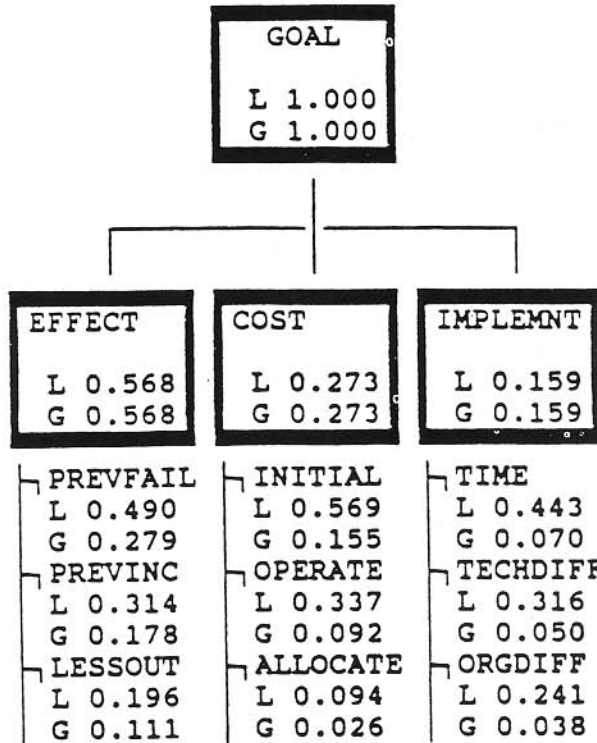 GOAL
L 1.000
G 1.000
EFFECT
L 0.568
G 0.568
COST
L 0.273
G 0.273
IMPLEMNT
L 0.159
G 0.159
PREVFAIL
L 0.490
G 0.279
PREVINC
L 0.314
G 0.178
LESSOUT
L 0.196
G 0.111
INITIAL
L 0.569
G 0.155
OPERATE
L 0.337
G 0.092
ALLOCATE
L 0.094
G 0.026
TIME
L 0.443
G 0.070
TECHDIFF
L 0.316
G 0.050
ORGDIFF
L 0.241
G 0.038